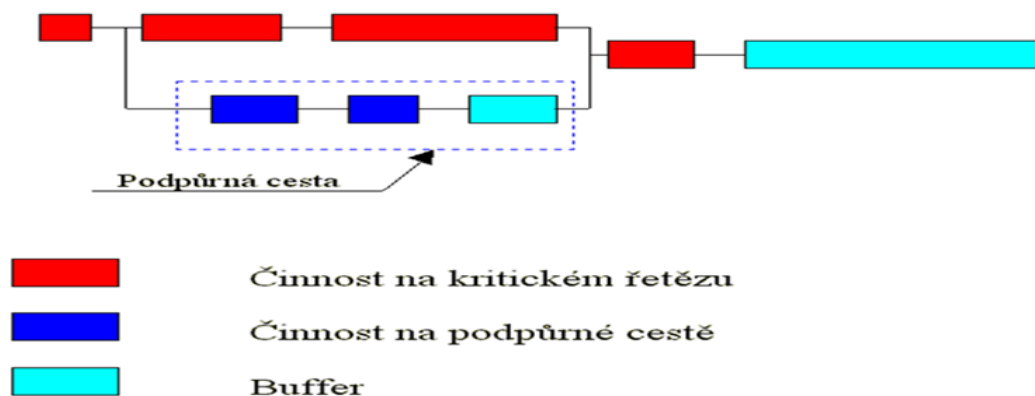 Podpůrná cesta
Činnost na kritickém řetězu
Činnost na podpůrné cestě
Buffer